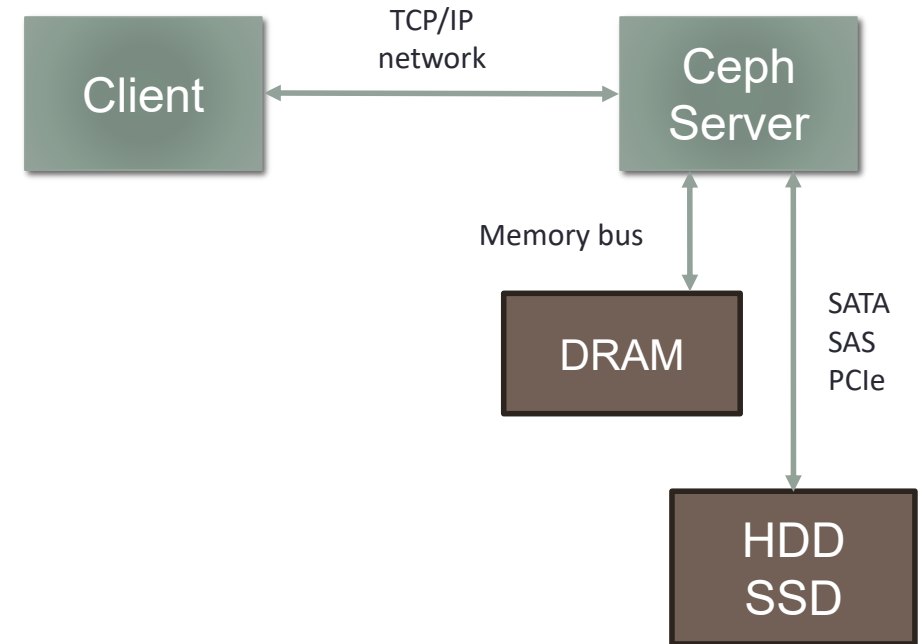 TCP/IP
network
Client
Ceph
Server
Memory bus
DRAM
SATA
SAS
PCIe
HDD
SSD